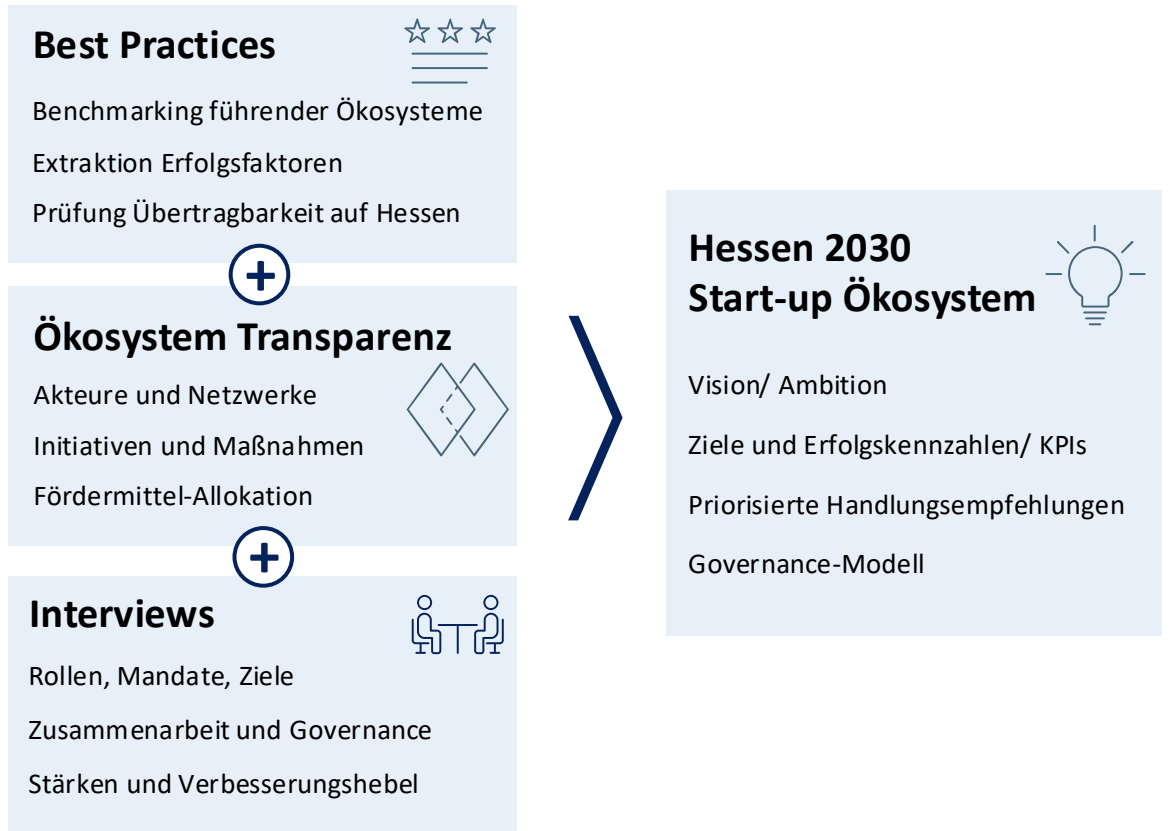 Best Practices
Benchmarking führender Ökosysteme
Extraktion Erfolgsfaktoren
Prüfung Übertragbarkeit auf Hessen
Ökosystem Transparenz
Akteure und Netzwerke
Initiativen und Maßnahmen
Fördermittel-Allokation
Interviews
Rollen, Mandate, Ziele
Zusammenarbeit und Governance
Stärken und Verbesserungshebel
Hessen 2030
Start-up Ökosystem
Vision/ Ambition
Ziele und Erfolgskennzahlen/ KPIs
Priorisierte Handlungsempfehlungen
Governance-Modell